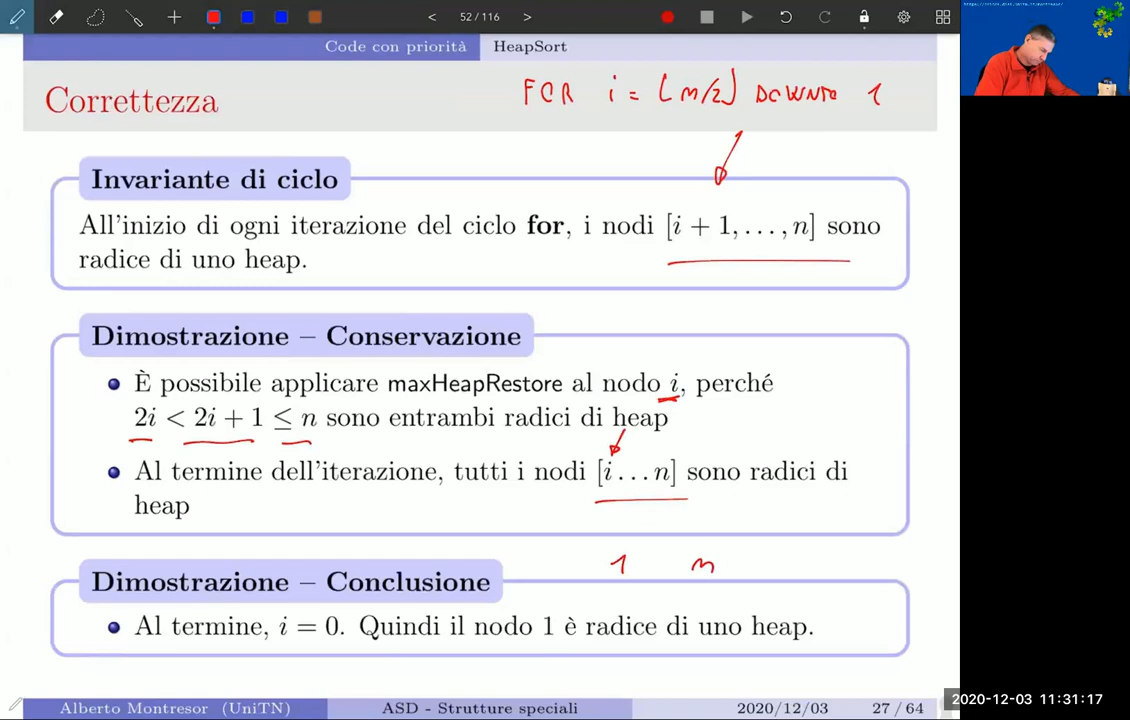 52 / 116
Code con priorità HeapSort
Correttezza
FOR i = ⌊n/2⌋ DOWNTO 1
Invariante di ciclo
All'inizio di ogni iterazione del ciclo for, i nodi [i + 1, . . . , n] sono
radice di uno heap.
Dimostrazione – Conservazione
È possibile applicare maxHeapRestore al nodo i, perché
2i < 2i + 1 ≤ n sono entrambi radici di heap
Al termine dell'iterazione, tutti i nodi [i . . . n] sono radici di
heap
1 n
Dimostrazione – Conclusione
Al termine, i = 0. Quindi il nodo 1 è radice di uno heap.
Alberto Montresor (UniTN) ASD - Strutture speciali 2020/12/03 27 / 64
2020-12-03 11:31:17